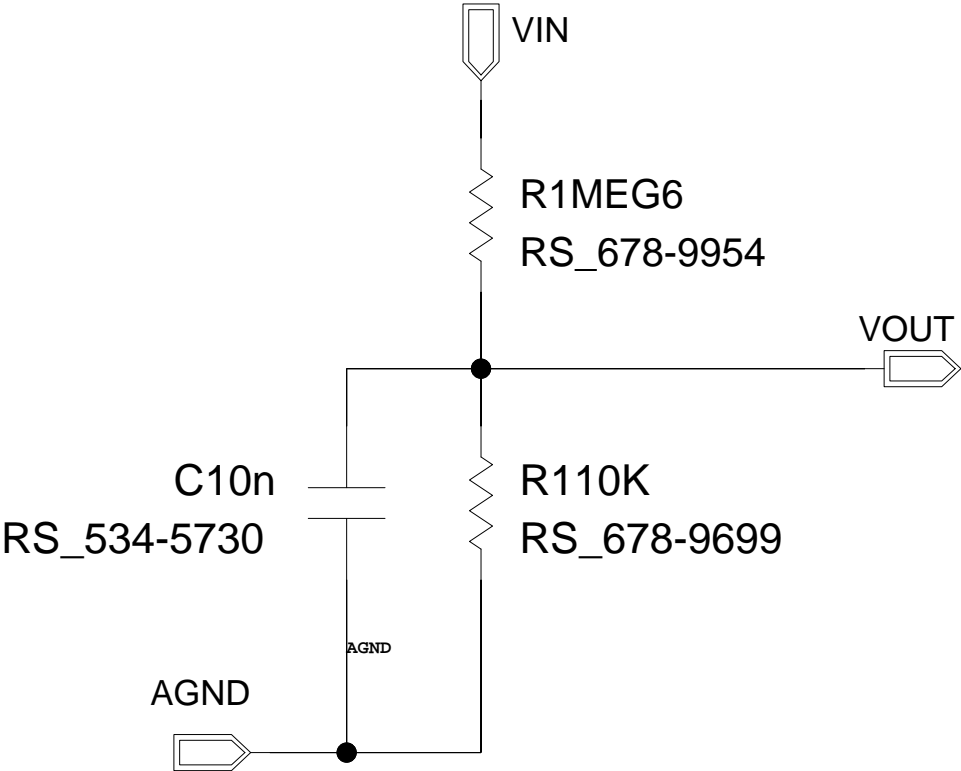 VIN
R1MEG6
RS_678-9954
VOUT
C10n
RS_534-5730
R110K
RS_678-9699
AGND
AGND